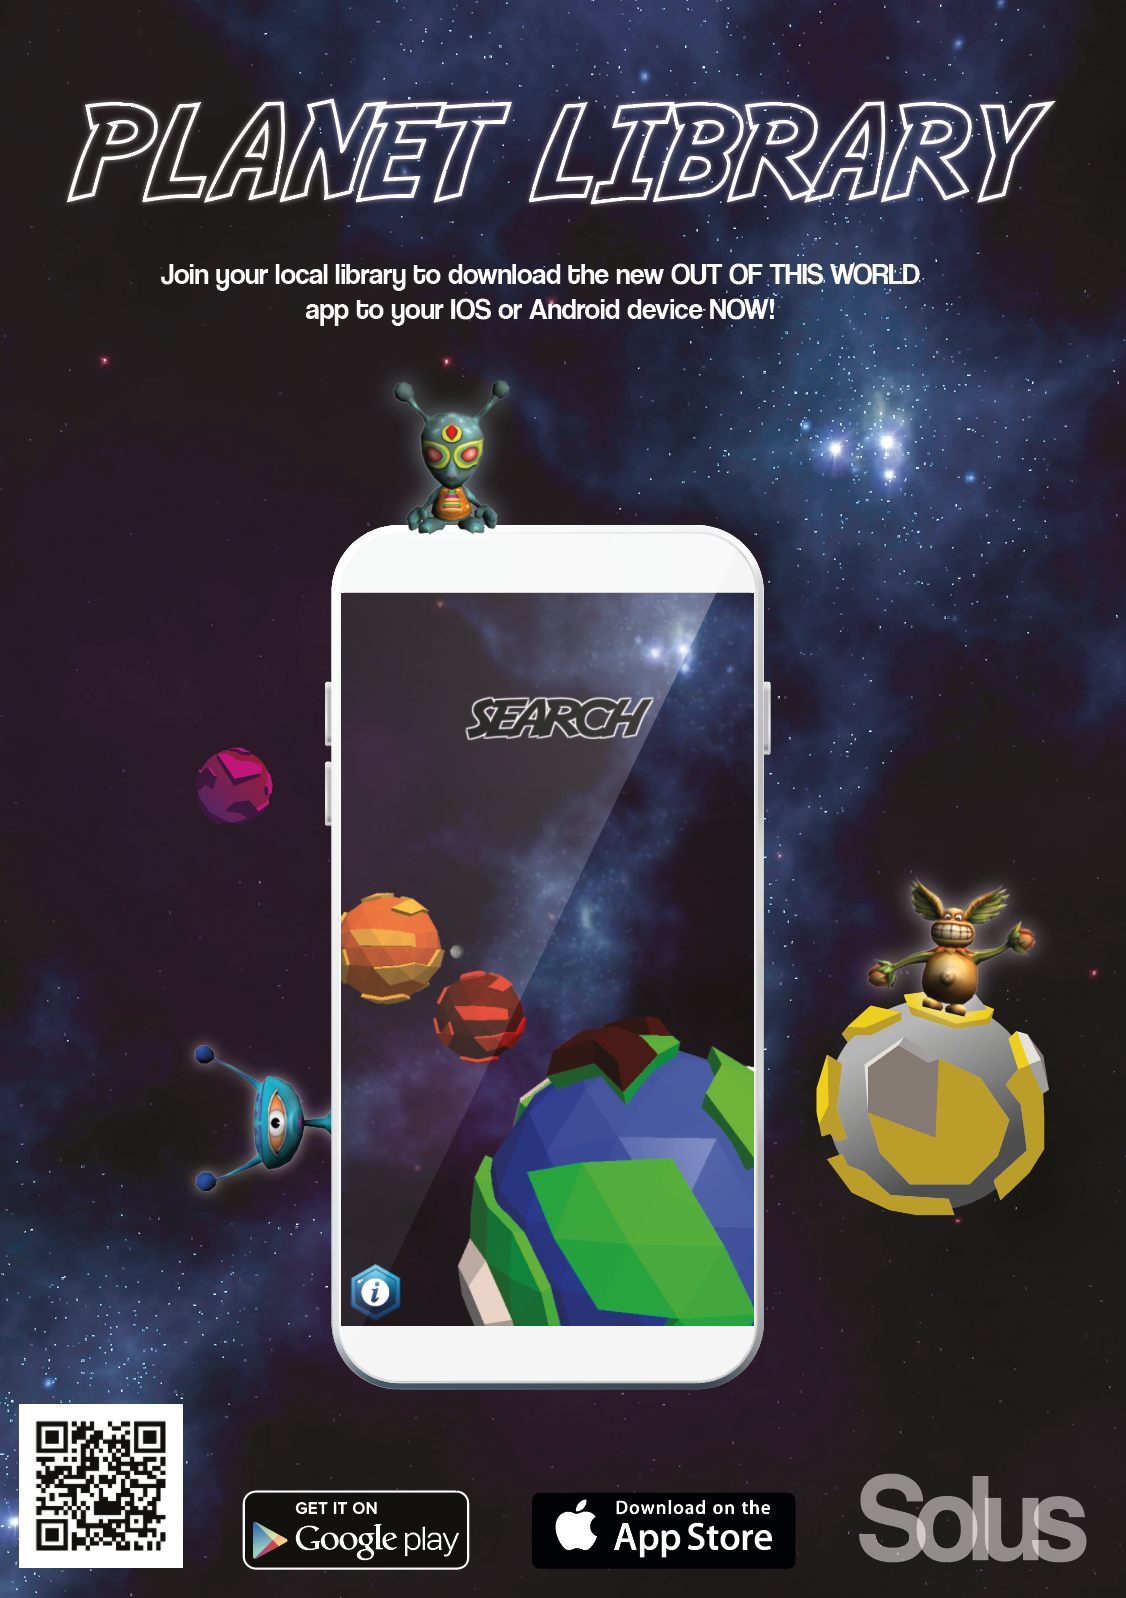 PLANET LIBRARY
Join your local library to download the new OUT OF THIS WORLD
app to your IOS or Android device NOW!
SEARCH
i
GET IT ON
Google play
Download on the
App Store
Solus